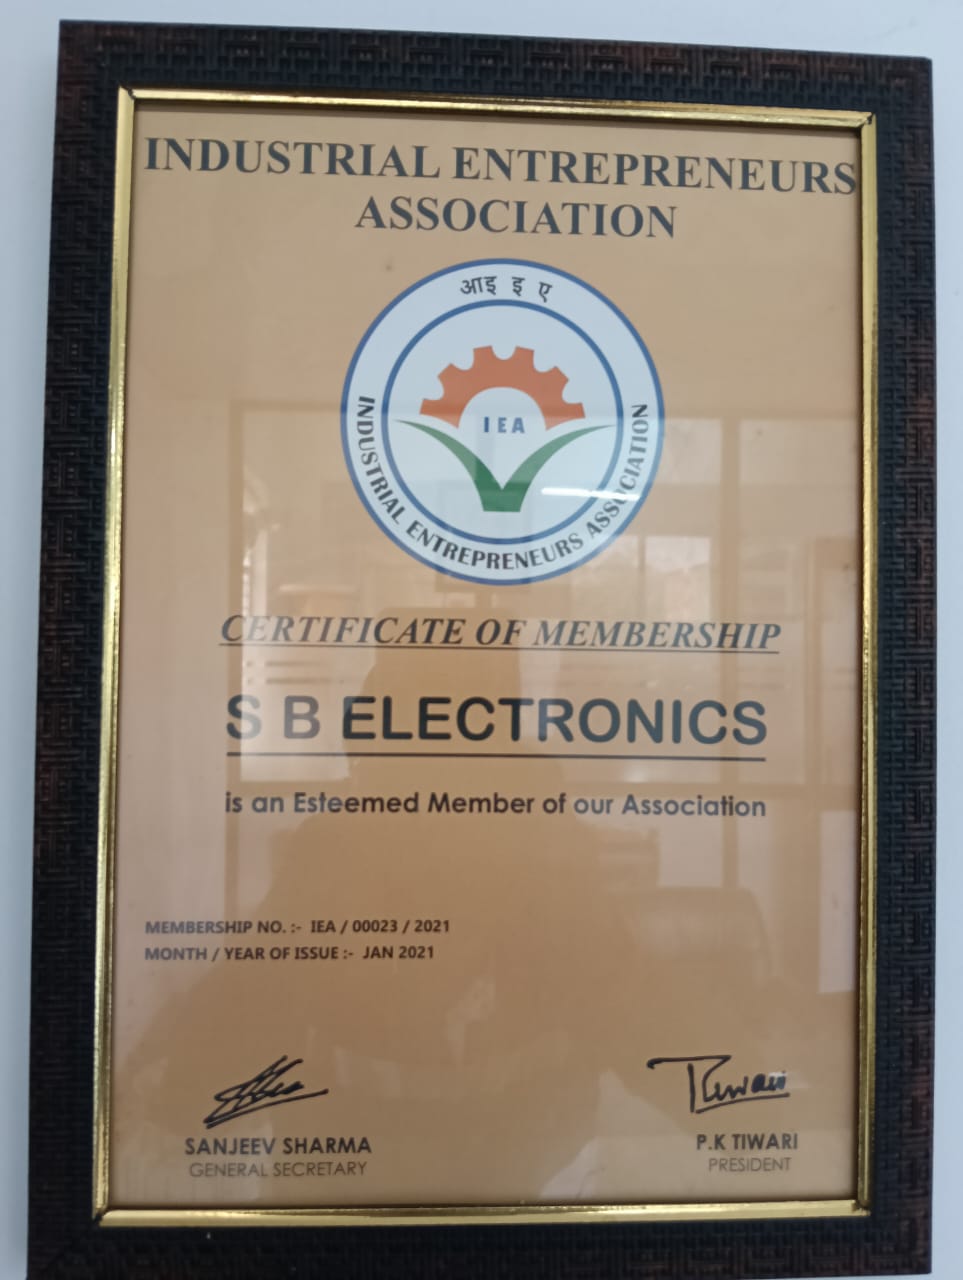 INDUSTRIAL ENTREPRENEURS
ASSOCIATION
आइ इ ए
IEA
INDUSTRIAL ENTREPRENEURS ASSOCIATION
CERTIFICATE OF MEMBERSHIP
S B ELECTRONICS
is an Esteemed Member of our Association
MEMBERSHIP NO. :- IEA / 00023 / 2021
MONTH / YEAR OF ISSUE :- JAN 2021
Tiwari
SANJEEV SHARMA
GENERAL SECRETARY
P.K TIWARI
PRESIDENT